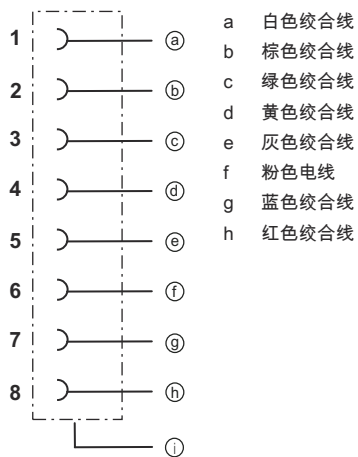 1 ⓐ
2 ⓑ
3 ⓒ
4 ⓓ
5 ⓔ
6 ⓕ
7 ⓖ
8 ⓗ
ⓘ
a 白色绞合线
b 棕色绞合线
c 绿色绞合线
d 黄色绞合线
e 灰色绞合线
f 粉色电线
g 蓝色绞合线
h 红色绞合线